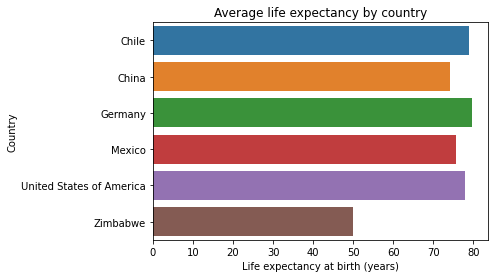 Average life expectancy by country
Country
Chile
China
Germany
Mexico
United States of America
Zimbabwe
0 10 20 30 40 50 60 70 80
Life expectancy at birth (years)